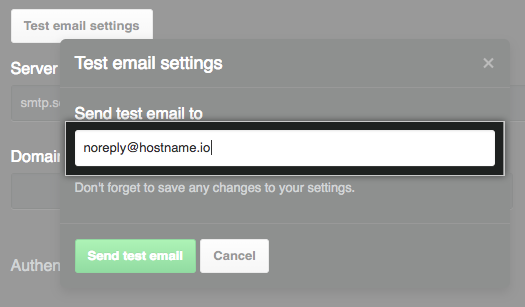 Test email settings
Server
Test email settings
×
smtp.s
Send test email to
noreply@hostname.io
Domain
Don't forget to save any changes to your settings.
Send test email
Cancel
Authen